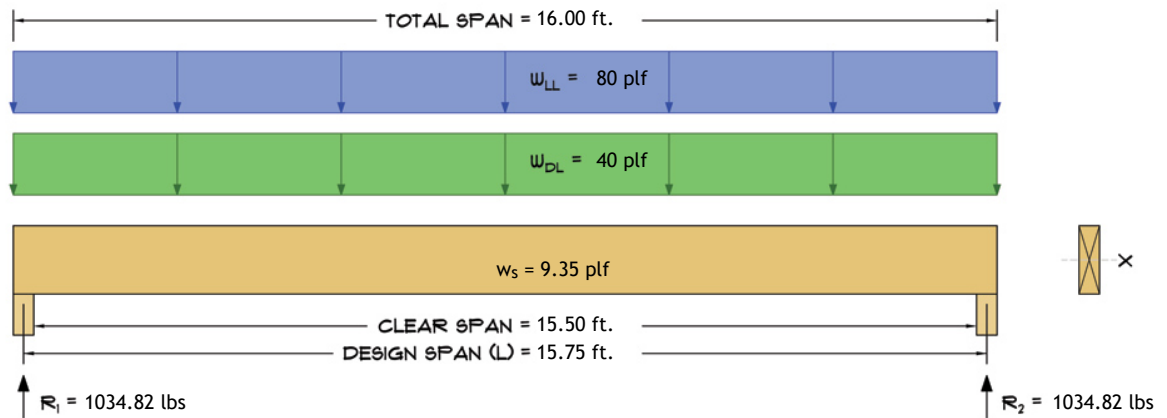 TOTAL SPAN = 16.00 ft.
WLL = 80 plf
WDL = 40 plf
ws = 9.35 plf
X
CLEAR SPAN = 15.50 ft.
DESIGN SPAN (L) = 15.75 ft.
R1 = 1034.82 lbs
R2 = 1034.82 lbs